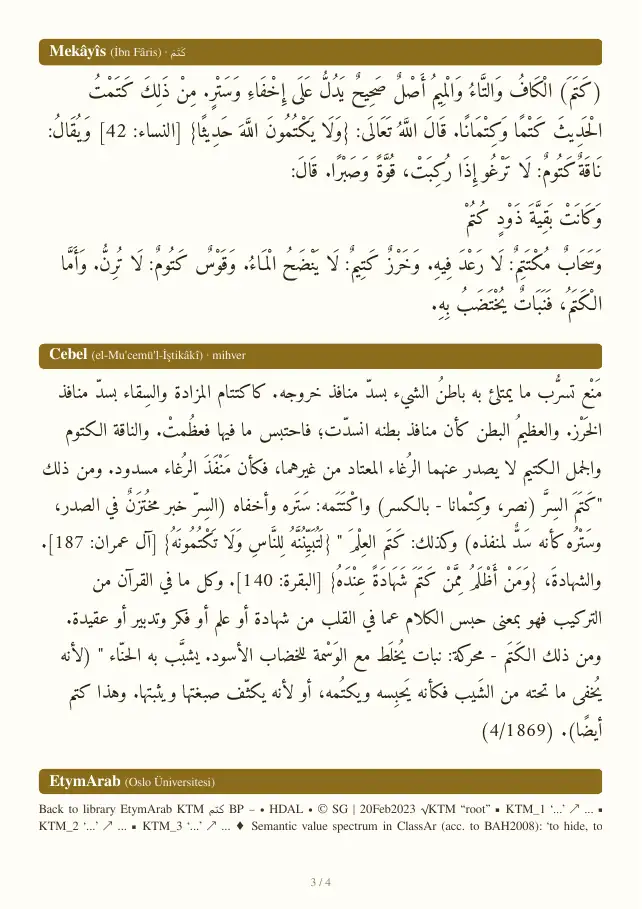 Mekâyîs (İbn Fâris) · كَتَمَ
(كَتَمَ) الْكَافُ وَالتَّاءُ وَالْمِيمُ أَصْلٌ صَحِيحٌ يَدُلُّ عَلَى إِخْفَاءٍ وَسَتْرٍ. مِنْ ذَلِكَ كَتَمْتُ
الْحَدِيثَ كَتْمًا وَكِتْمَانًا. قَالَ اللَّهُ تَعَالَى: {وَلَا يَكْتُمُونَ اللَّهَ حَدِيثًا} [النساء: 42] وَيُقَالُ:
نَاقَةٌ كَتُومٌ: لَا تَرْغُو إِذَا رُكِبَتْ، قُوَّةً وَصَبْرًا. قَالَ:
وَكَانَتْ بَقِيَّةَ ذَوْدٍ كُتُمْ
وَسَحَابٌ مُكْتَتِمٌ: لَا رَعْدَ فِيهِ. وَخَرْزٌ كَتِيمٌ: لَا يَنْضَحُ الْمَاءُ. وَقَوْسٌ كَتُومٌ: لَا تُرِنُّ. وَأَمَّا
الْكَتَمُ، فَنَبَاتٌ يُخْتَضَبُ بِهِ.
Cebel (el-Mu'cemü'l-İştikâkî) · mihver
مَنْع تسرُّب ما يمتلئ به باطنُ الشيء بسدّ منافذ خروجه. كاكتتام المزادة والسِقاء بسدّ منافذ
الخَرْز. والعظيمُ البطن كأن منافذ بطنه انسدّت؛ فاحتبس ما فيها فعظُمتْ. والناقة الكتوم
والجمل الكتيم لا يصدر عنهما الرُغاء المعتاد من غيرهما، فكأن مَنْفَذَ الرُغاء مسدود. ومن ذلك
"كَتَمَ السِرَّ (نصر، وكِتْمانا - بالكسر) واكْتَتَمَه: سَتَره وأخفاه (السِرّ خبر مخُتزَنٌ في الصدر،
وسَتْرُه كأنه سَدٌّ لمنفذه) وكذلك: كَتَم العِلْمَ " {لَتُبَيِّنُنَّهُ لِلنَّاسِ وَلَا تَكْتُمُونَهُ} [آل عمران: 187].
والشهادةَ، {وَمَنْ أَظْلَمُ مِمَّنْ كَتَمَ شَهَادَةً عِنْدَهُ} [البقرة: 140]. وكل ما في القرآن من
التركيب فهو بمعنى حبس الكلام عما في القلب من شهادة أو علم أو فكر وتدبير أو عقيدة.
ومن ذلك الكَتَم - محركة: نبات يُخلَط مع الوَسْمة للخضاب الأسود. يشبَّب به الحنّاء " (لأنه
يُخفى ما تحته من الشَيب فكأنه يَحبِسه ويكتُمه، أو لأنه يكثّف صبغتها ويثبتها. وهذا كتم
أيضًا). (4/1869)
EtymArab (Oslo Üniversitesi)
Back to library EtymArab KTM كتم BP – • HDAL • © SG | 20Feb2023 √KTM “root” ▪ KTM_1 ‘...’ ↗ ... ▪
KTM_2 ‘...’ ↗ ... ▪ KTM_3 ‘...’ ↗ ... ♦ Semantic value spectrum in ClassAr (acc. to BAH2008): ‘to hide, to
3 / 4